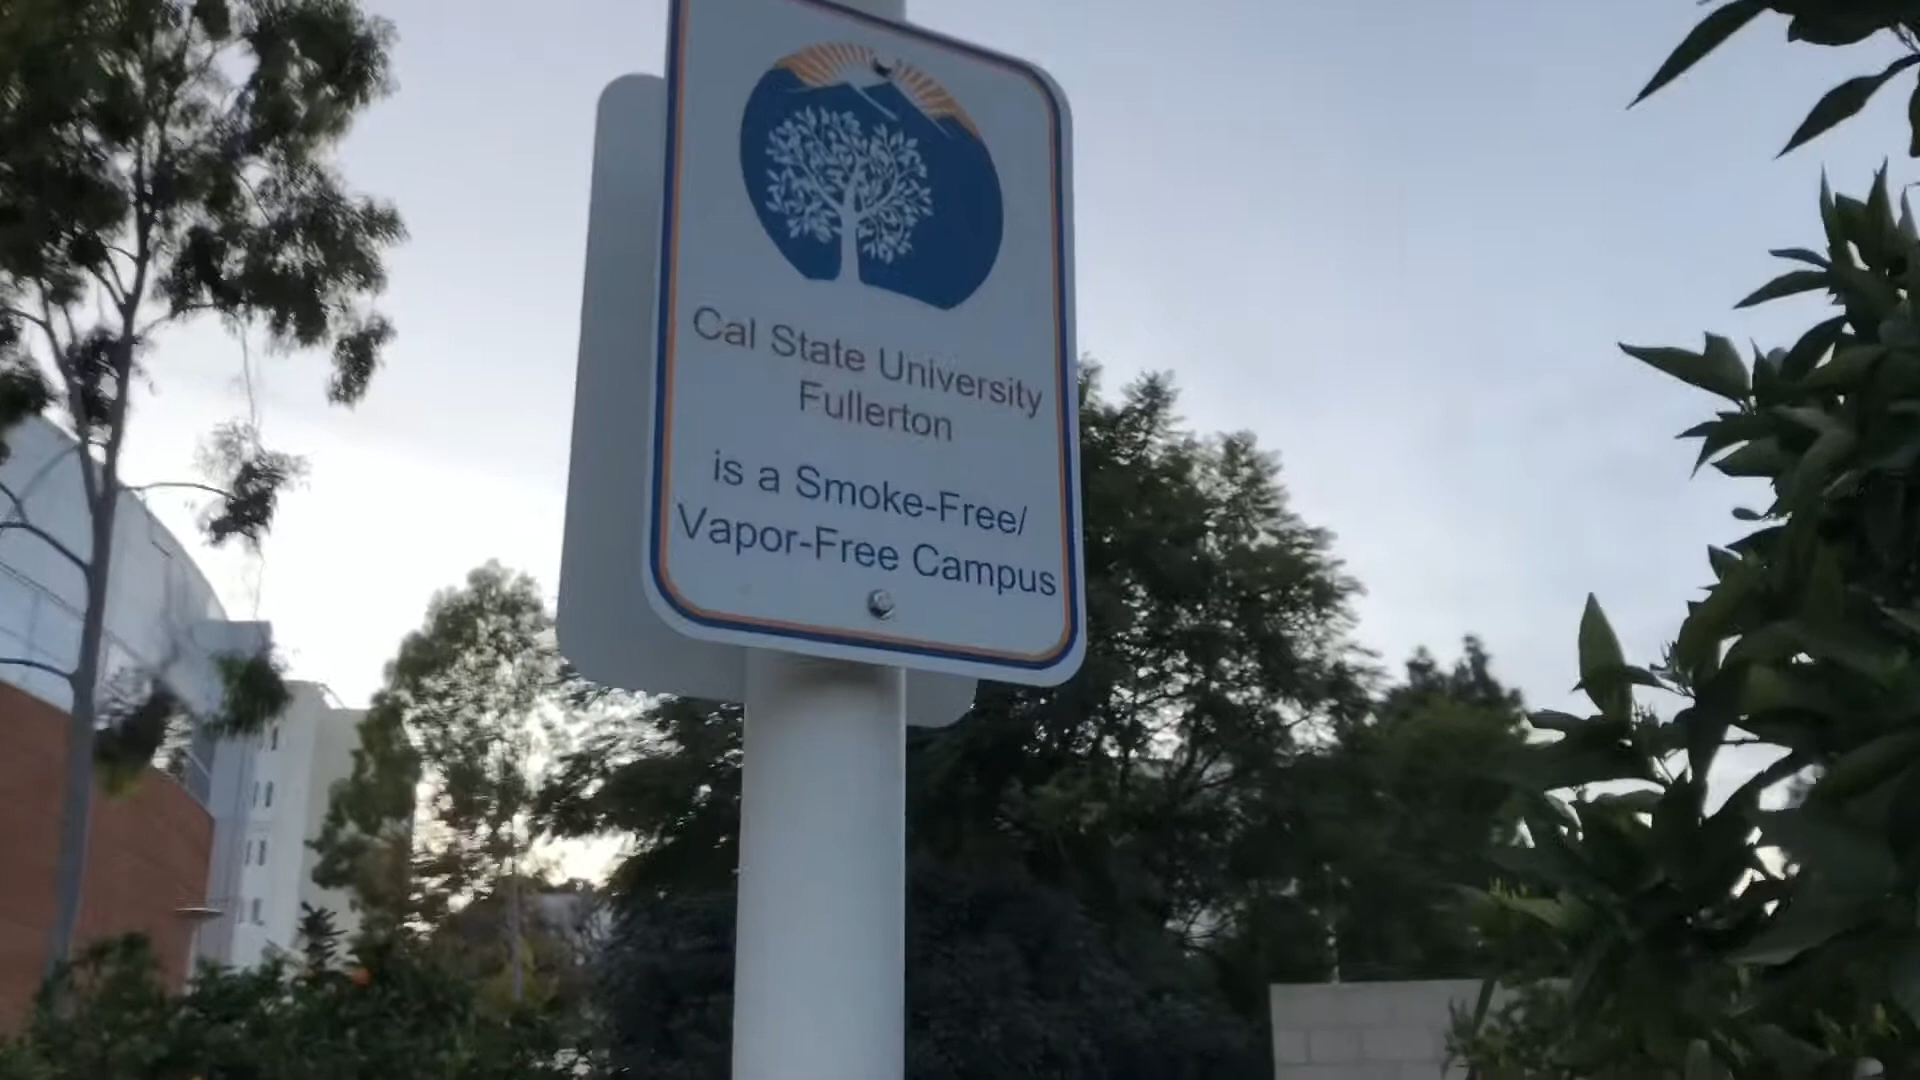 Cal State University
Fullerton
is a Smoke-Free/
Vapor-Free Campus